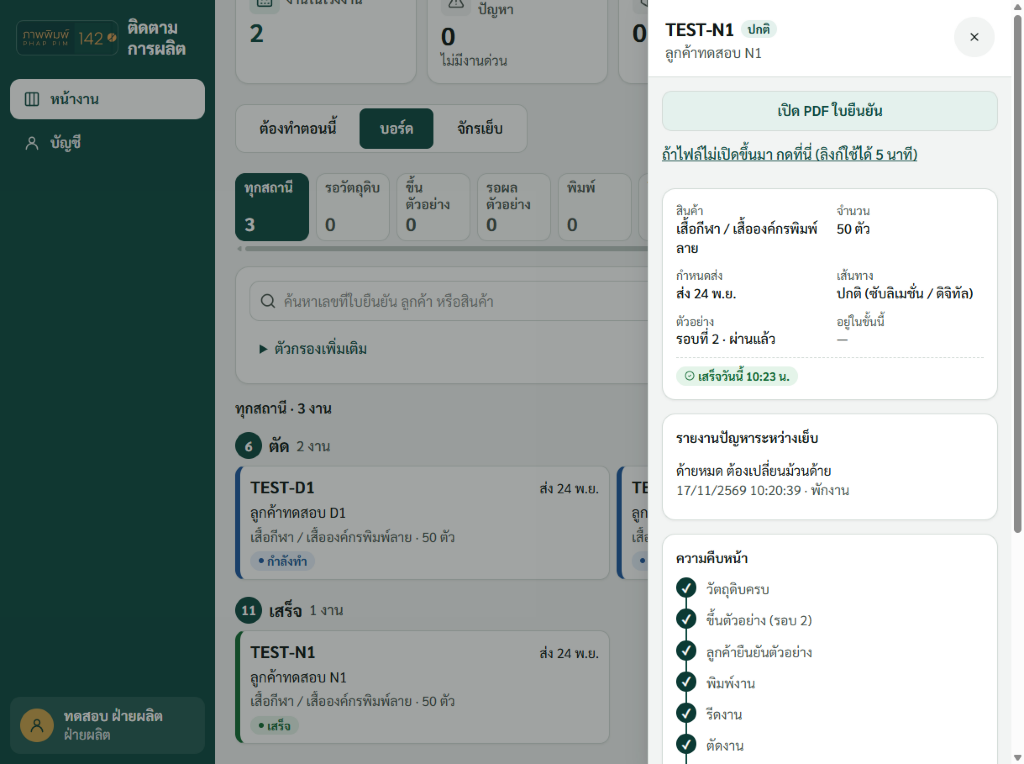 ภาพพิมพ์
PHAP PIM
142
ติดตาม
การผลิต
หน้างาน
บัญชี
ทดสอบ ฝ่ายผลิต
ฝ่ายผลิต
2
ปัญหา
0
ไม่มีงานด่วน
0
ต้องทำตอนนี้
บอร์ด
จักรเย็บ
ทุกสถานี
3
รอวัตถุดิบ
0
ขึ้น
ตัวอย่าง
0
รอผล
ตัวอย่าง
0
พิมพ์
0
ค้นหาเลขที่ใบยืนยัน ลูกค้า หรือสินค้า
▶ ตัวกรองเพิ่มเติม
ทุกสถานี · 3 งาน
6 ตัด 2 งาน
TEST-D1 ส่ง 24 พ.ย.
ลูกค้าทดสอบ D1
เสื้อกีฬา / เสื้อองค์กรพิมพ์ลาย · 50 ตัว
• กำลังทำ
11 เสร็จ 1 งาน
TEST-N1 ส่ง 24 พ.ย.
ลูกค้าทดสอบ N1
เสื้อกีฬา / เสื้อองค์กรพิมพ์ลาย · 50 ตัว
• เสร็จ
TEST-N1 ปกติ
ลูกค้าทดสอบ N1
เปิด PDF ใบยืนยัน
ถ้าไฟล์ไม่เปิดขึ้นมา กดที่นี่ (ลิงก์ใช้ได้ 5 นาที)
สินค้า
เสื้อกีฬา / เสื้อองค์กรพิมพ์
ลาย
จำนวน
50 ตัว
กำหนดส่ง
ส่ง 24 พ.ย.
เส้นทาง
ปกติ (ซับลิเมชั่น / ดิจิทัล)
ตัวอย่าง
รอบที่ 2 · ผ่านแล้ว
อยู่ในขั้นนี้
—
เสร็จวันนี้ 10:23 น.
รายงานปัญหาระหว่างเย็บ
ด้ายหมด ต้องเปลี่ยนม้วนด้าย
17/11/2569 10:20:39 · พักงาน
ความคืบหน้า
วัตถุดิบครบ
ขึ้นตัวอย่าง (รอบ 2)
ลูกค้ายืนยันตัวอย่าง
พิมพ์งาน
รีดงาน
ตัดงาน